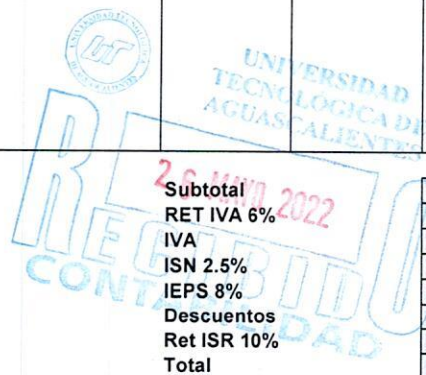 UNIVERSIDAD
TECNOLOGICA DE
AGUASCALIENTES
26 MAYO 2022
RECIBIDO
CONTABILIDAD
Subtotal
RET IVA 6%
IVA
ISN 2.5%
IEPS 8%
Descuentos
Ret ISR 10%
Total